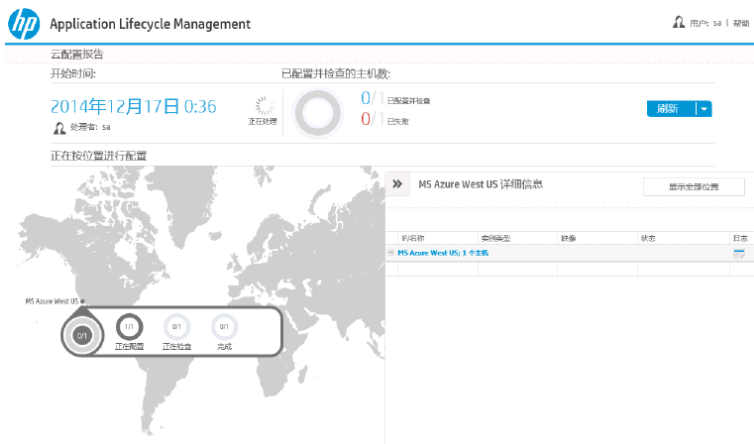 hp
Application Lifecycle Management
用户: sa | 帮助
云配置报告
开始时间:
已配置并检查的主机数:
2014年12月17日 0:36
处理者: sa
正在处理
0/1 已配置并检查
0/1 已失败
刷新
正在按位置进行配置
MS Azure West US 详细信息
显示全部位置
的名称 实例类型 映像 状态 日志
MS Azure West US; 1 个主机
MS Azure West US
0/1
1/1
0/1
0/1
正在配置
正在检查
完成